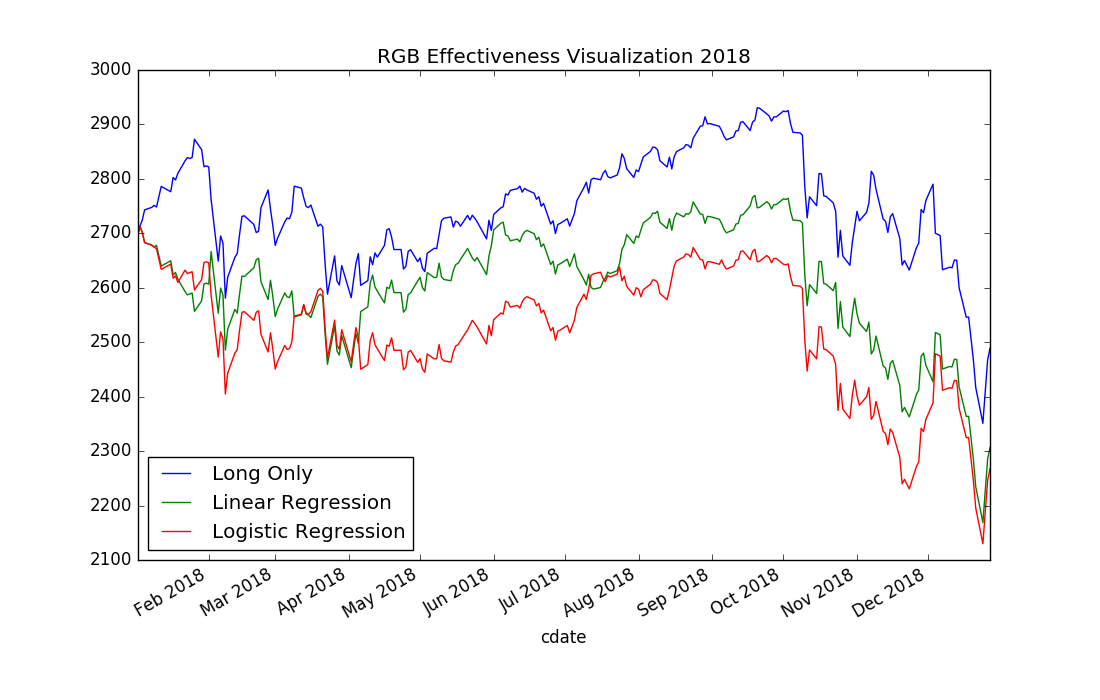 RGB Effectiveness Visualization 2018
3000
2900
2800
2700
2600
2500
2400
2300
2200
2100
Long Only
Linear Regression
Logistic Regression
Feb 2018
Mar 2018
Apr 2018
May 2018
Jun 2018
Jul 2018
Aug 2018
Sep 2018
Oct 2018
Nov 2018
Dec 2018
cdate